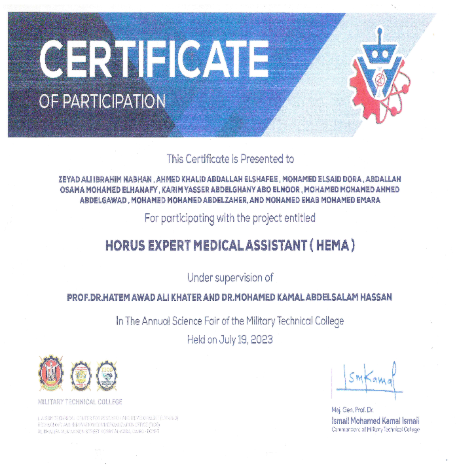 CERTIFICATE
OF PARTICIPATION
This Certificate is Presented to
ZEYAD ALI IBRAHIM NABHAN , AHMED KHALID ABDALLAH ELSHAFEE , MOHAMED ELSAID DORA , ABDALLAH
OSAMA MOHAMED ELHANAFY , KARIM YASSER ABDELGHANY ABO ELNOOR , MOHAMED MOHAMED AHMED
ABDELGAWAD , MOHAMED MOHAMED ABDELZAHER, AND MOHAMED EHAB MOHAMED EMARA
For participating with the project entitled
HORUS EXPERT MEDICAL ASSISTANT ( HEMA )
Under supervision of
PROF.DR.HATEM AWAD ALI KHATER AND DR.MOHAMED KAMAL ABDELSALAM HASSAN
In The Annual Science Fair of the Military Technical College
Held on July 19, 2023
IsmKamal
MILITARY TECHNICAL COLLEGE
Maj. Gen. Prof. Dr.
Ismail Mohamed Kamal Ismail
Commandant of Military Technical College